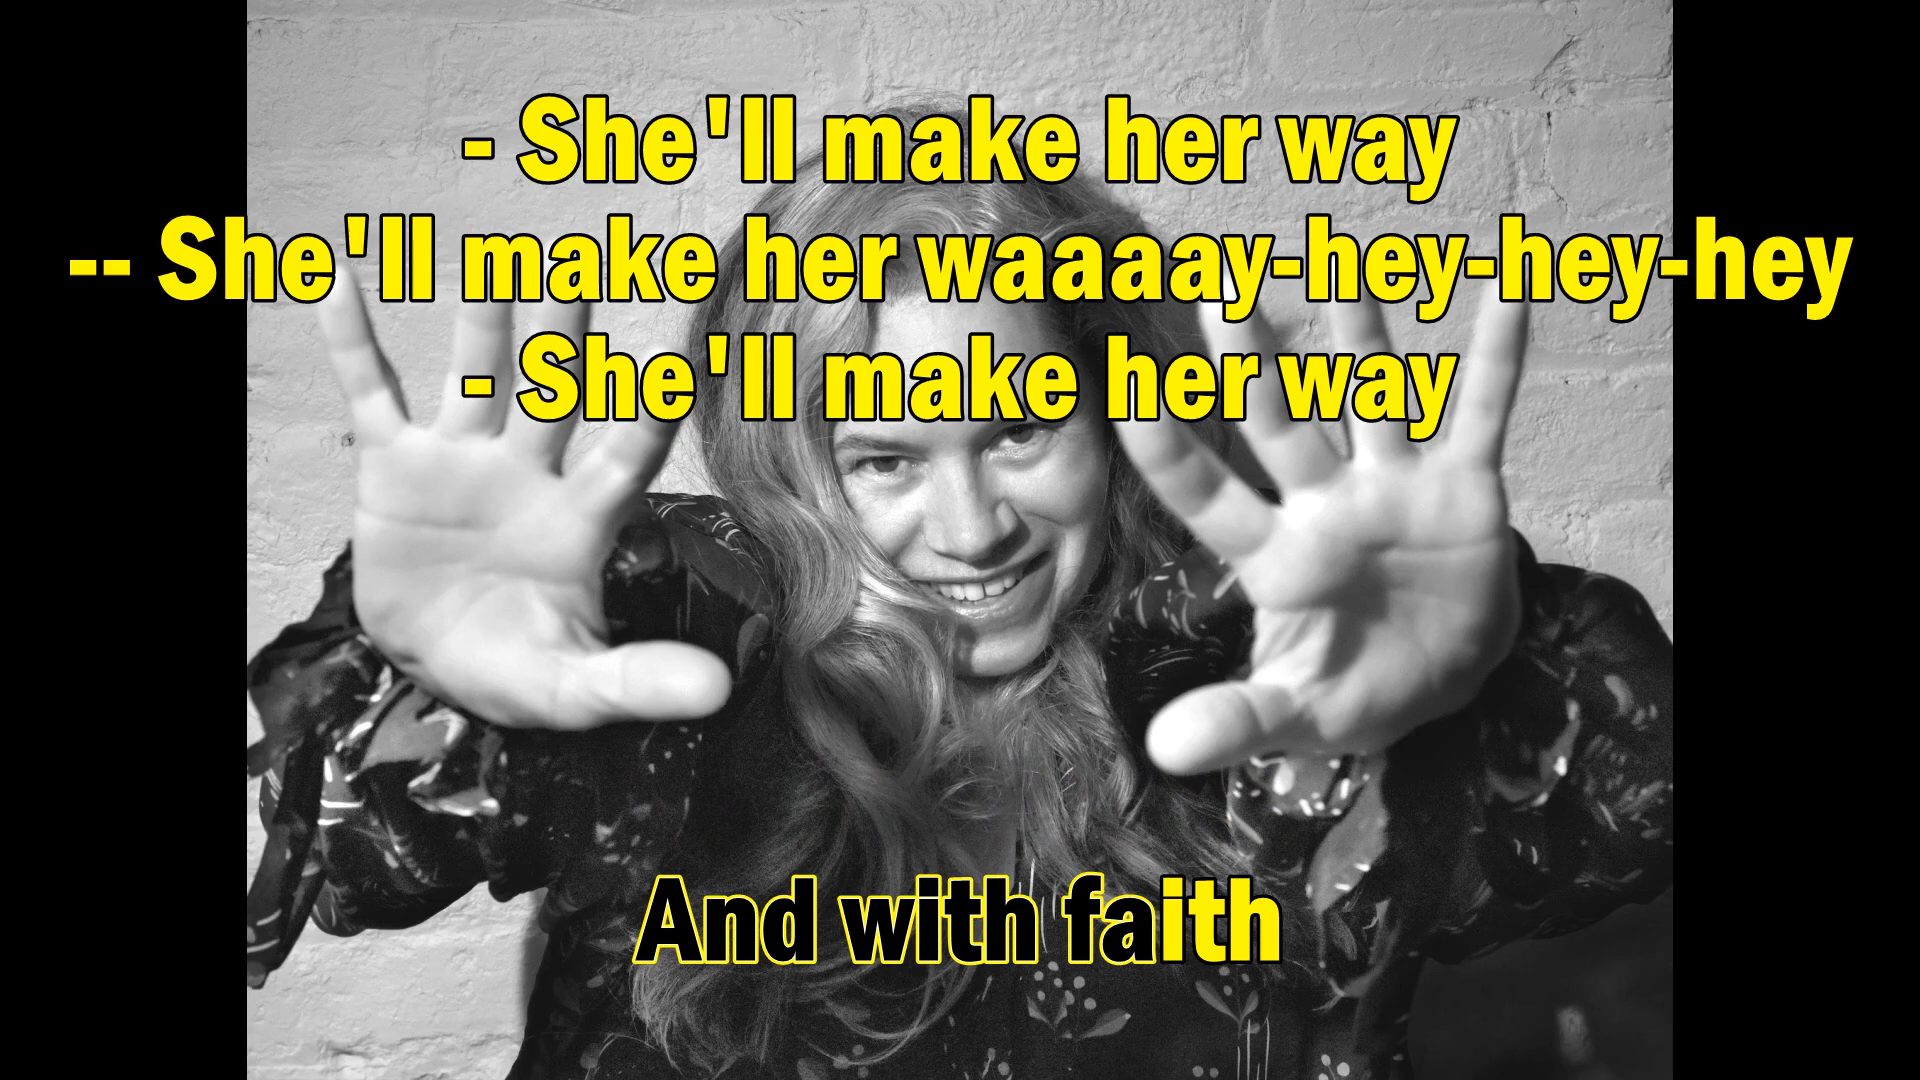 - She'll make her way
-- She'll make her waaaay-hey-hey-hey
- She'll make her way
And with faith